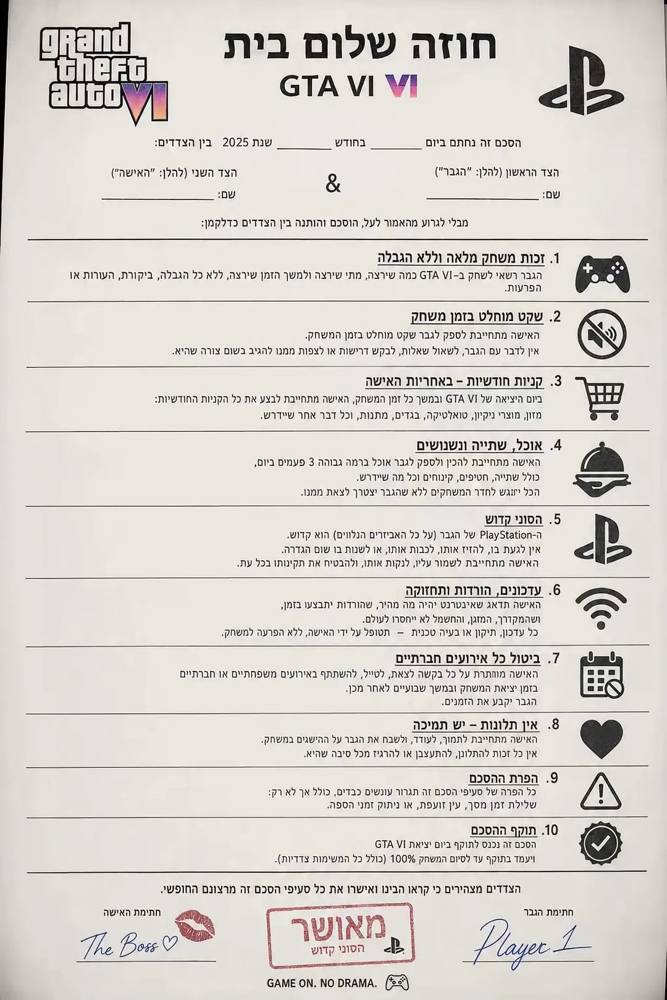 grand theft auto VI
חוזה שלום בית
GTA VI VI
הסכם זה נחתם ביום ______ בחודש ______ שנת 2025 בין הצדדים:
הצד הראשון (להלן: "הגבר")
שם: ______
&
הצד השני (להלן: "האישה")
שם: ______
מבלי לגרוע מהאמור לעל, הוסכם והותנה בין הצדדים כדלקמן:
1. זכות משחק מלאה וללא הגבלה
הגבר רשאי לשחק ב-GTA VI כמה שירצה, מתי שירצה ולמשך הזמן שירצה, ללא כל הגבלה, ביקורת, הערות או
הפרעות.
2. שקט מוחלט בזמן משחק
האישה מתחייבת לספק לגבר שקט מוחלט בזמן המשחק.
אין לדבר עם הגבר, לשאול שאלות, לבקש דרישות או לצפות ממנו להגיב בשום צורה שהיא.
3. קניות חודשיות – באחריות האישה
ביום היציאה של GTA VI ובמשך כל זמן המשחק, האישה מתחייבת לבצע את כל הקניות החודשיות:
מזון, מוצרי ניקיון, טואלטיקה, בגדים, מתנות, וכל דבר אחר שיידרש.
4. אוכל, שתייה ונשנושים
האישה מתחייבת להכין ולספק לגבר אוכל ברמה גבוהה 3 פעמים ביום,
כולל שתייה, חטיפים, קינוחים וכל מה שיידרש.
הכל יוגש לחדר המשחקים ללא שהגבר יצטרך לצאת ממנו.
5. הסוני קדוש
ה-PlayStation של הגבר (על כל האביזרים הנלווים) הוא קדוש.
אין לגעת בו, להזיז אותו, לכבות אותו, או לשנות בו שום הגדרה.
האישה מתחייבת לשמור עליו, לנקות אותו, ולהבטיח את תקינותו בכל עת.
6. עדכונים, הורדות ותחזוקה
האישה תדאג שאינטרנט יהיה מה מהיר, שהורדות יתבצעו בזמן,
ושהמקדרך, המזגן, והחשמל לא ייחסרו לעולם.
כל עדכון, תיקון או בעיה טכנית – תטופל על ידי האישה, ללא הפרעה למשחק.
7. ביטול כל אירועים חברתיים
האישה מוותרת על כל בקשה לצאת, לטייל, להשתתף באירועים משפחתיים או חברתיים
בזמן יציאת המשחק ובמשך שבועיים לאחר מכן.
הגבר יקבע את הזמנים.
8. אין תלונות – יש תמיכה
האישה מתחייבת לתמוך, לעודד, ולשבח את הגבר על ההישגים במשחק.
אין כל זכות להתלונן, להתעצבן או להרגיז מכל סיבה שהיא.
9. הפרת ההסכם
כל הפרה של סעיפי הסכם זה תגרור עונשים כבדים, כולל אך לא רק:
שלילת זמן מסך, עין זועפת, או ניתוק זמני הספה.
10. תוקף ההסכם
הסכם זה נכנס לתוקף ביום יציאת GTA VI
ויעמד בתוקף עד לסיום המשחק 100% (כולל כל המשימות צדדיות).
הצדדים מצהירים כי קראו הבינו ואישרו את כל סעיפי הסכם זה מרצונם החופשי.
חתימת הגבר
Player 1
מאושר
הסוני קדוש
חתימת האישה
The Boss
GAME ON. NO DRAMA.